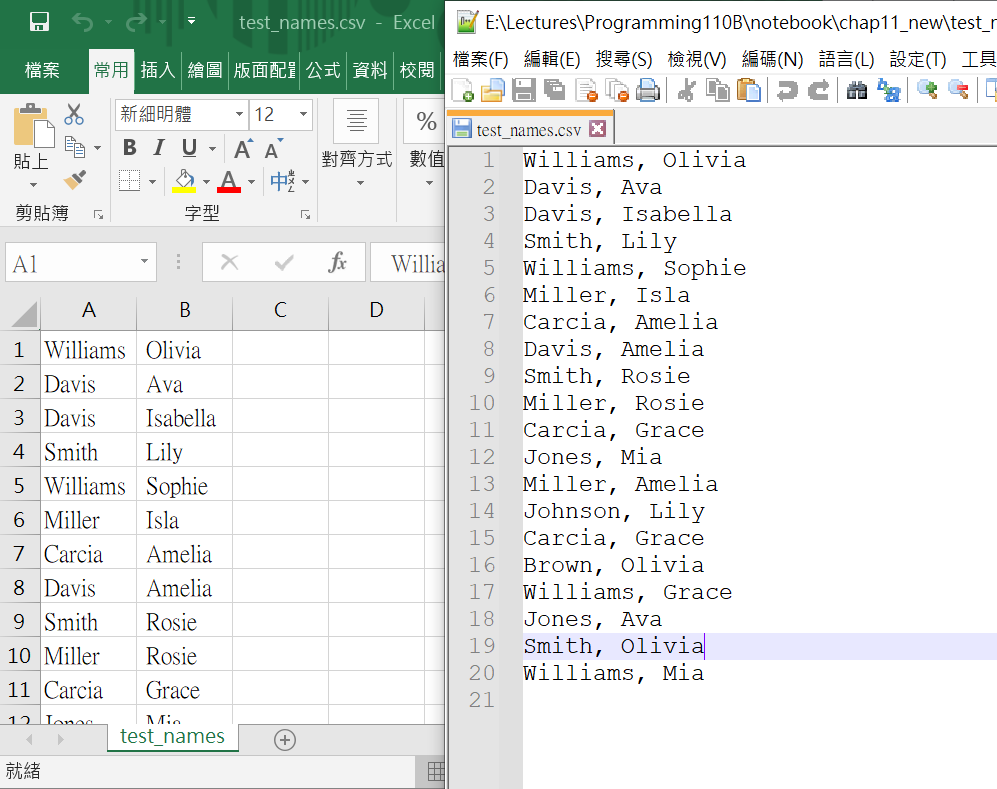 test_names.csv - Excel
檔案 常用 插入 繪圖 版面配置 公式 資料 校閱
新細明體 12
B I U A A
貼上
A 中
對齊方式
%
數值
剪貼簿 字型
A1
fx
Willia
A B C D
1 Williams Olivia
2 Davis Ava
3 Davis Isabella
4 Smith Lily
5 Williams Sophie
6 Miller Isla
7 Carcia Amelia
8 Davis Amelia
9 Smith Rosie
10 Miller Rosie
11 Carcia Grace
12 Jones Mia
test_names
就緒
E:\Lectures\Programming110B\notebook\chap11_new\test_n
檔案(F) 編輯(E) 搜尋(S) 檢視(V) 編碼(N) 語言(L) 設定(T) 工具
test_names.csv
1 Williams, Olivia
2 Davis, Ava
3 Davis, Isabella
4 Smith, Lily
5 Williams, Sophie
6 Miller, Isla
7 Carcia, Amelia
8 Davis, Amelia
9 Smith, Rosie
10 Miller, Rosie
11 Carcia, Grace
12 Jones, Mia
13 Miller, Amelia
14 Johnson, Lily
15 Carcia, Grace
16 Brown, Olivia
17 Williams, Grace
18 Jones, Ava
19 Smith, Olivia
20 Williams, Mia
21